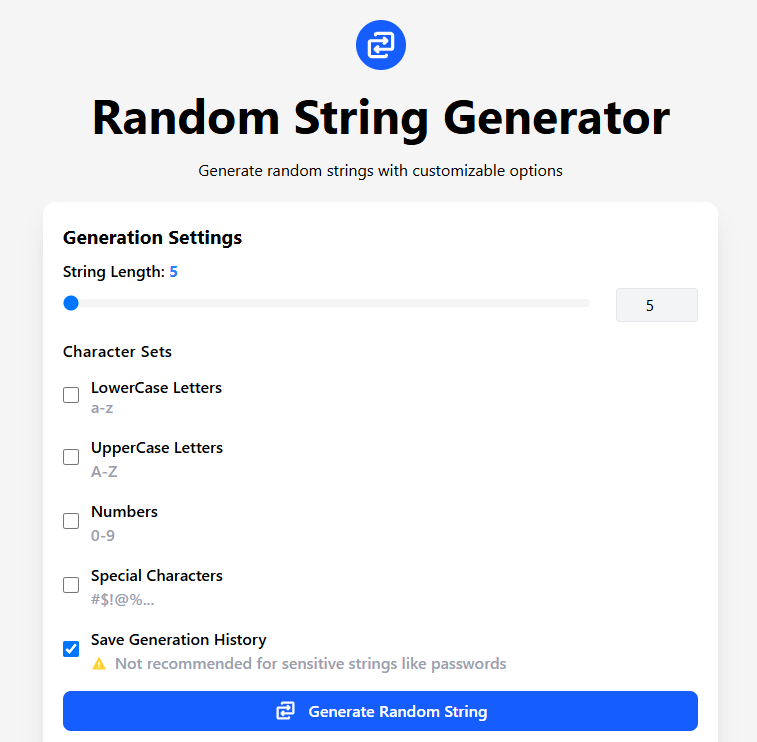 Random String Generator
Generate random strings with customizable options
Generation Settings
String Length: 5
5
Character Sets
LowerCase Letters
a-z
UpperCase Letters
A-Z
Numbers
0-9
Special Characters
#$!@%...
Save Generation History
⚠ Not recommended for sensitive strings like passwords
Generate Random String